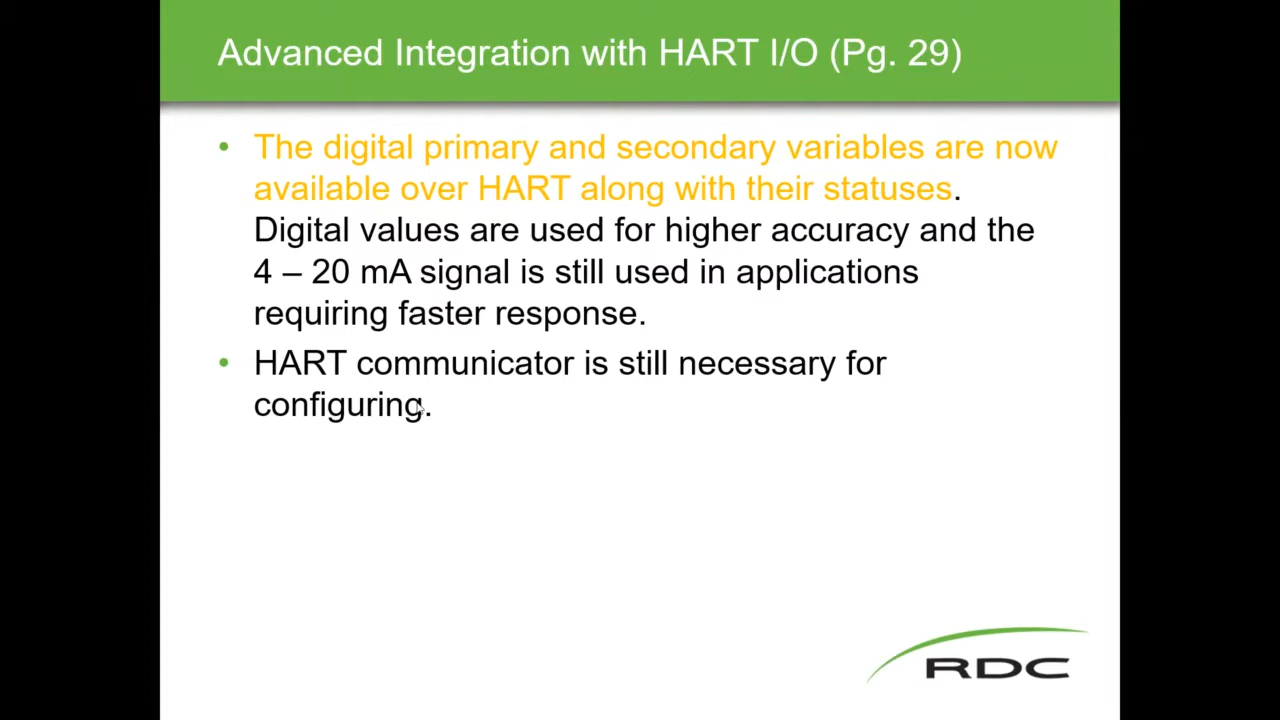 Advanced Integration with HART I/O (Pg. 29)
• The digital primary and secondary variables are now
available over HART along with their statuses.
Digital values are used for higher accuracy and the
4 – 20 mA signal is still used in applications
requiring faster response.
• HART communicator is still necessary for
configuring.
RDC